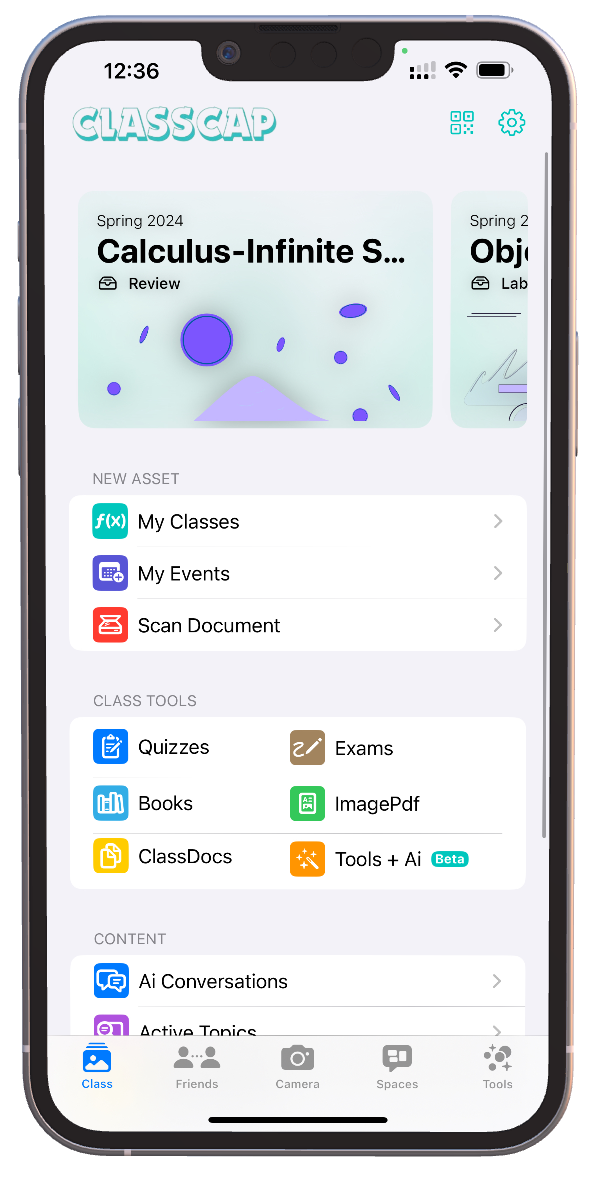 12:36
CLASSCAP
Spring 2024
Calculus-Infinite S...
Review
Spring 2
Obj
Lab
NEW ASSET
f(x) My Classes
My Events
Scan Document
CLASS TOOLS
Quizzes
Exams
Books
ImagePdf
ClassDocs
Tools + Ai Beta
CONTENT
Ai Conversations
Active Topics
Class
Friends
Camera
Spaces
Tools